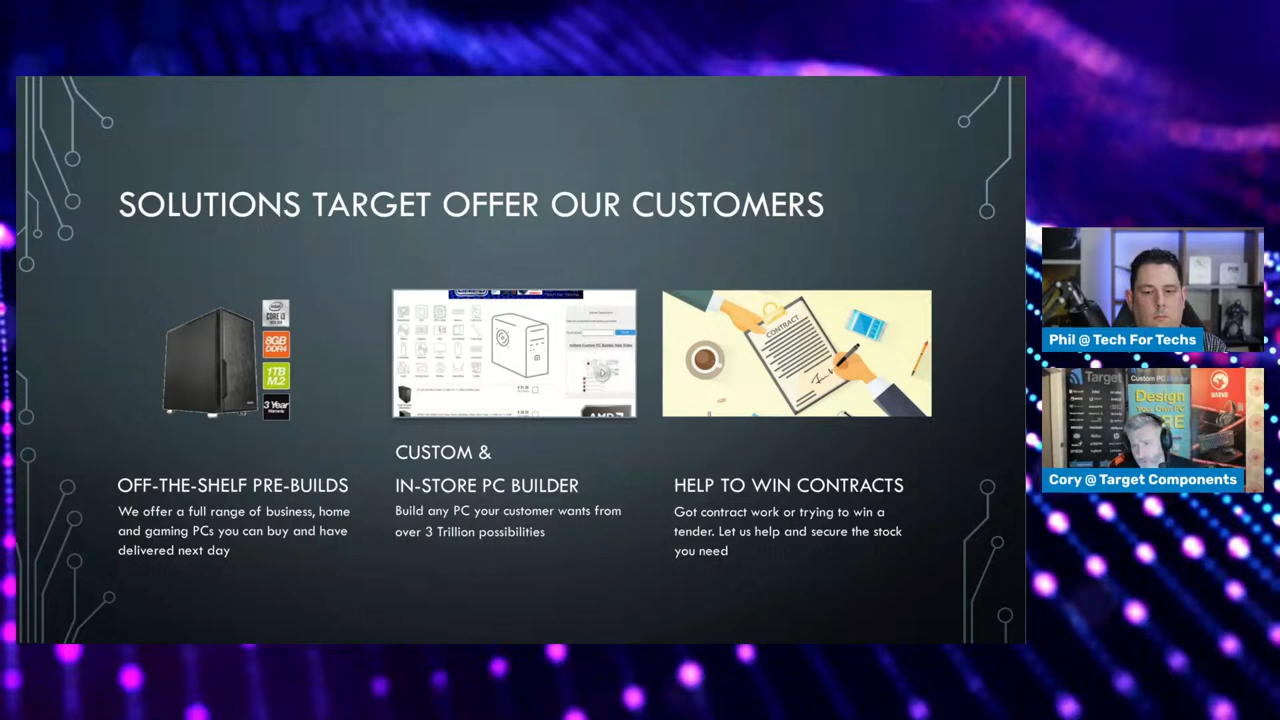 SOLUTIONS TARGET OFFER OUR CUSTOMERS
intel
CORE i3
8GB
DDR4
1TB
M.2
3 Year
Warranty
CONTRACT
OFF-THE-SHELF PRE-BUILDS
We offer a full range of business, home
and gaming PCs you can buy and have
delivered next day
CUSTOM &
IN-STORE PC BUILDER
Build any PC your customer wants from
over 3 Trillion possibilities
HELP TO WIN CONTRACTS
Got contract work or trying to win a
tender. Let us help and secure the stock
you need
Phil @ Tech For Techs
Target
Custom PC
Design
Cory @ Target Components